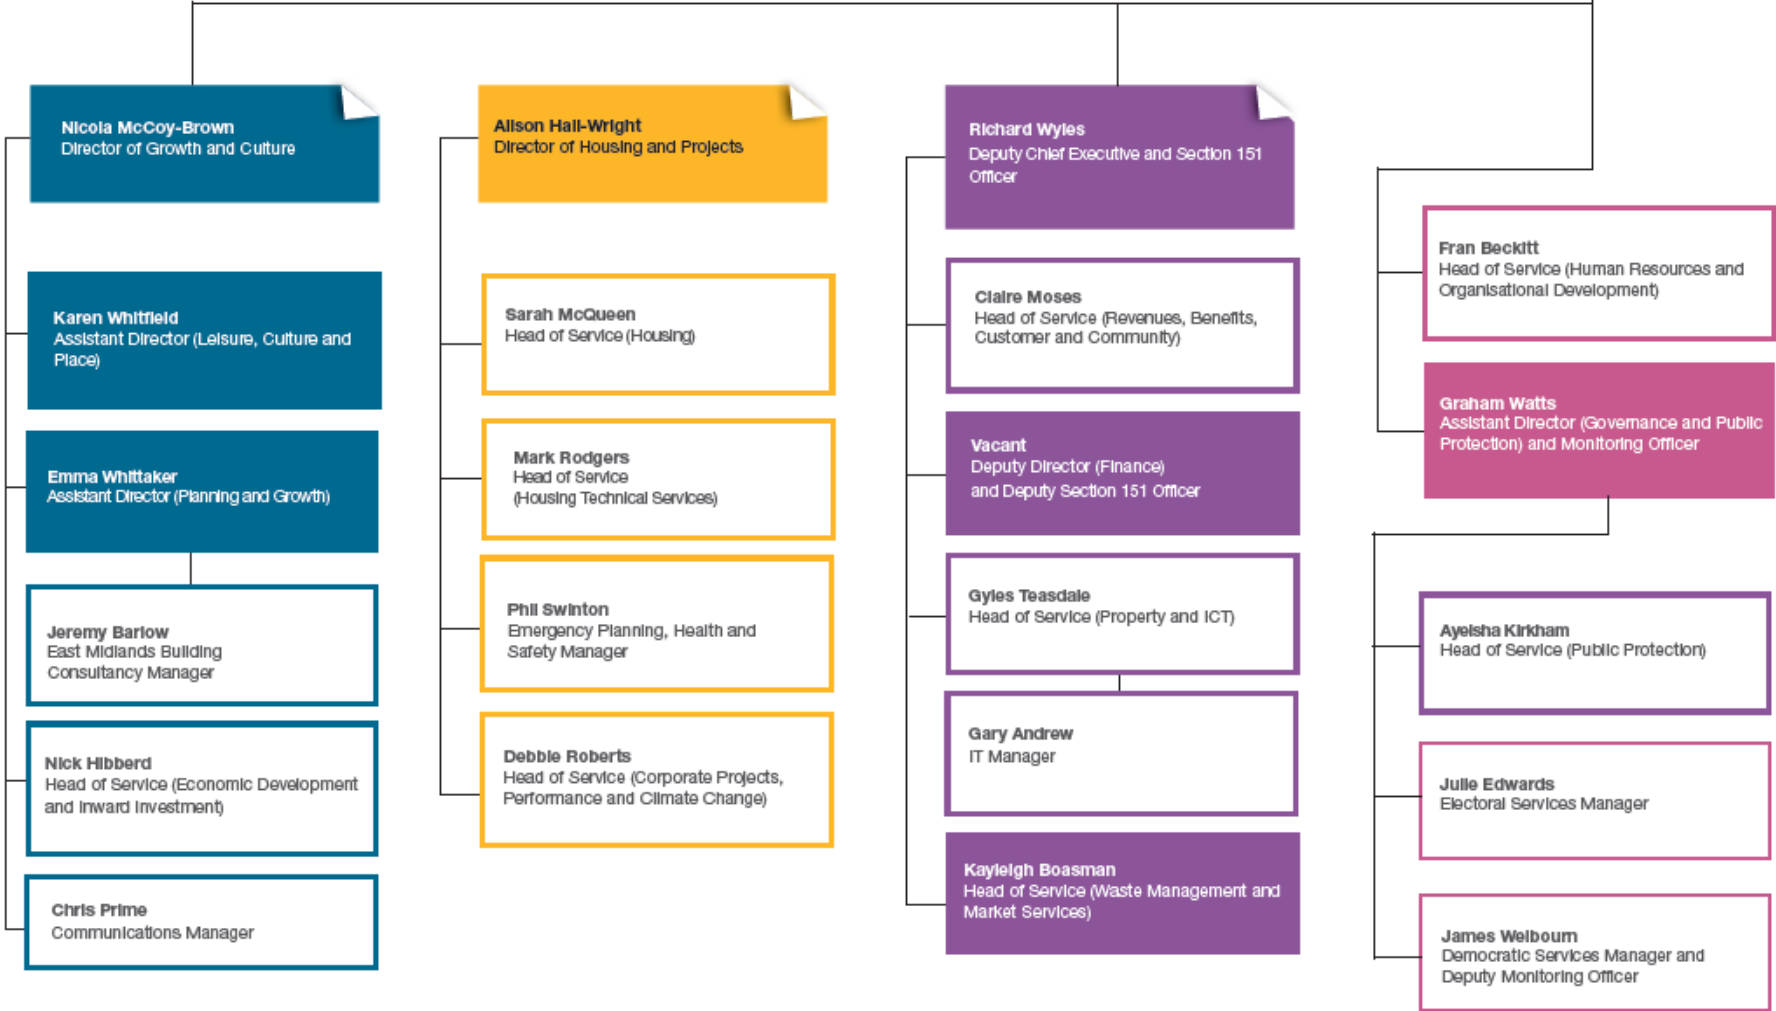 Nicola McCoy-Brown
Director of Growth and Culture
Karen Whitfield
Assistant Director (Leisure, Culture and
Place)
Emma Whittaker
Assistant Director (Planning and Growth)
Jeremy Barlow
East Midlands Building
Consultancy Manager
Nick Hibberd
Head of Service (Economic Development
and Inward Investment)
Chris Prime
Communications Manager
Alison Hall-Wright
Director of Housing and Projects
Sarah McQueen
Head of Service (Housing)
Mark Rodgers
Head of Service
(Housing Technical Services)
Phil Swinton
Emergency Planning, Health and
Safety Manager
Debbie Roberts
Head of Service (Corporate Projects,
Performance and Climate Change)
Richard Wyles
Deputy Chief Executive and Section 151
Officer
Claire Moses
Head of Service (Revenues, Benefits,
Customer and Community)
Vacant
Deputy Director (Finance)
and Deputy Section 151 Officer
Gyles Teasdale
Head of Service (Property and ICT)
Gary Andrew
IT Manager
Kayleigh Boasman
Head of Service (Waste Management and
Market Services)
Fran Beckitt
Head of Service (Human Resources and
Organisational Development)
Graham Watts
Assistant Director (Governance and Public
Protection) and Monitoring Officer
Ayeisha Kirkham
Head of Service (Public Protection)
Julie Edwards
Electoral Services Manager
James Welbourn
Democratic Services Manager and
Deputy Monitoring Officer